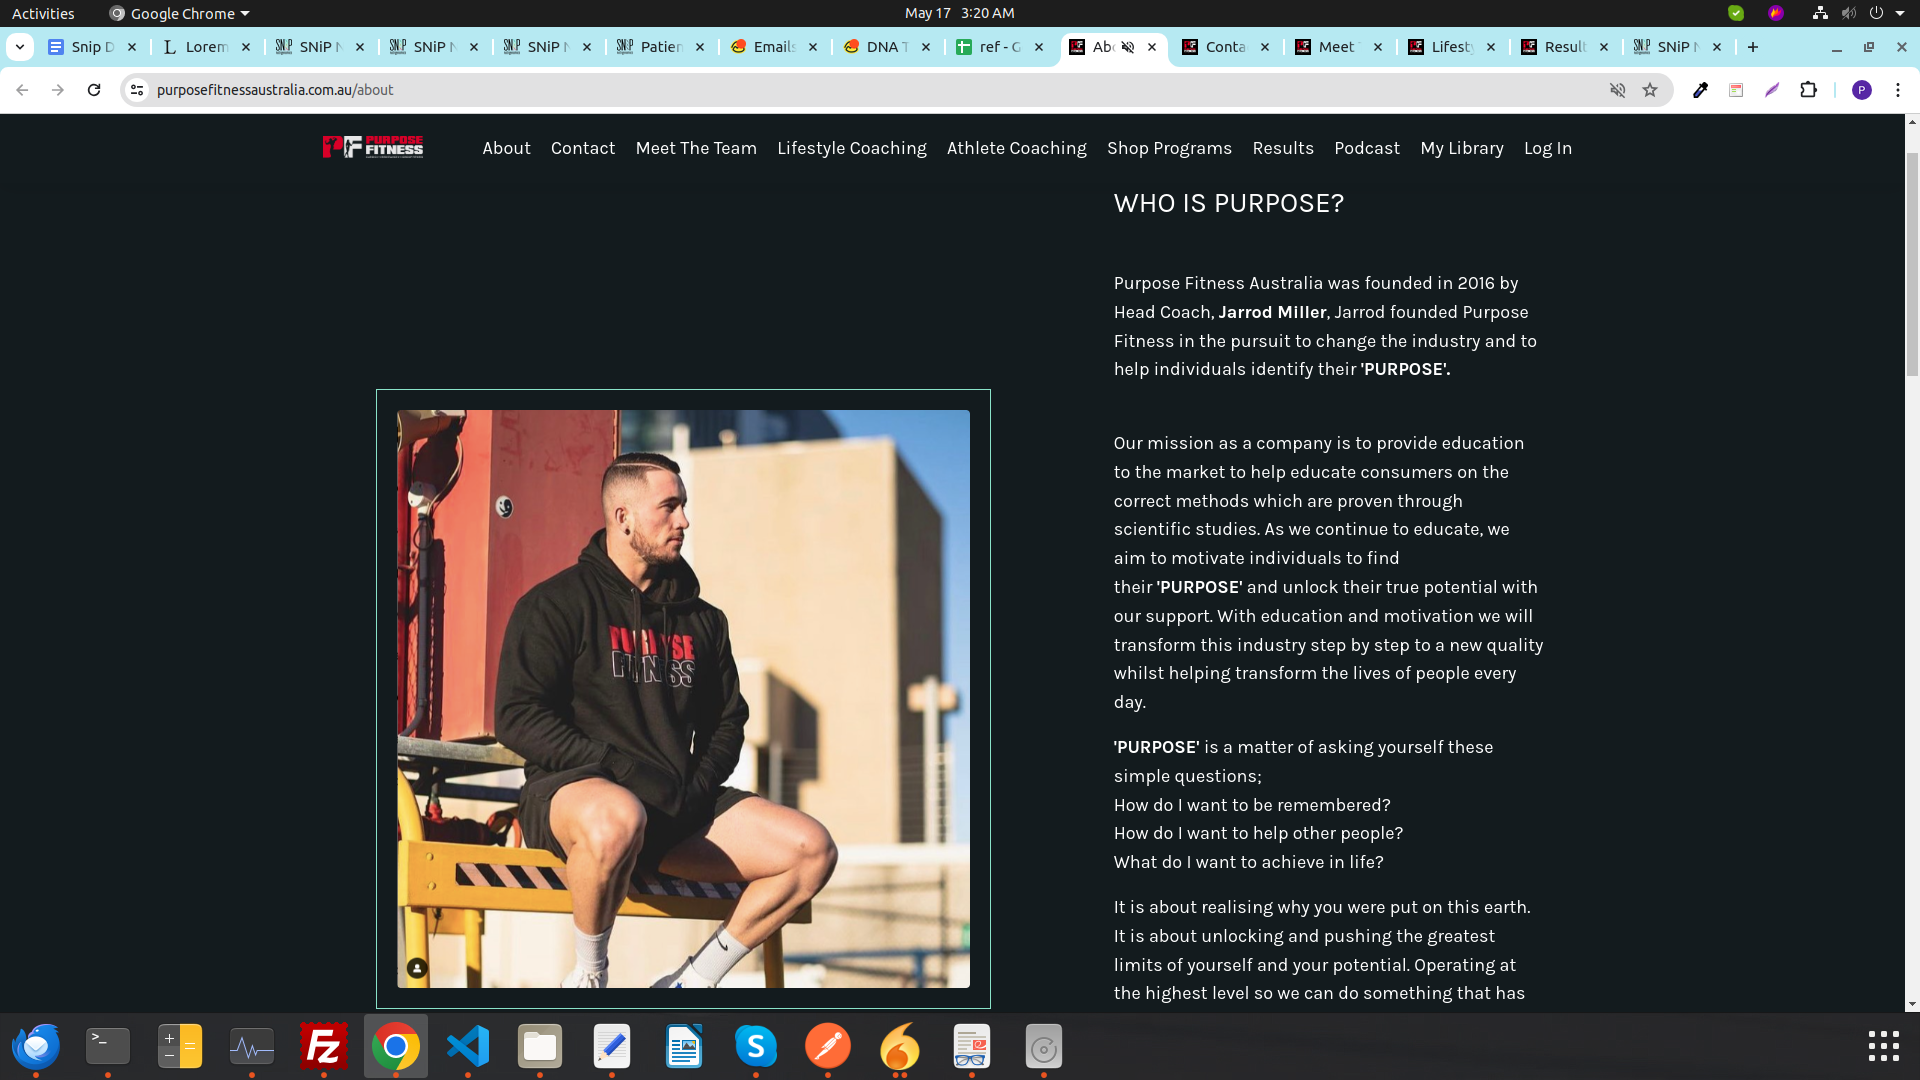 Activities
Google Chrome
May 17 3:20 AM
Snip D
Lorem
SNiP N
SNiP N
SNiP N
Patien
Emails
DNA T
ref - G
Abo
Conta
Meet
Lifesty
Result
SNiP N
purposefitnessaustralia.com.au/about
P
PF PURPOSE
FITNESS
About
Contact
Meet The Team
Lifestyle Coaching
Athlete Coaching
Shop Programs
Results
Podcast
My Library
Log In
WHO IS PURPOSE?
Purpose Fitness Australia was founded in 2016 by
Head Coach, Jarrod Miller, Jarrod founded Purpose
Fitness in the pursuit to change the industry and to
help individuals identify their 'PURPOSE'.
Our mission as a company is to provide education
to the market to help educate consumers on the
correct methods which are proven through
scientific studies. As we continue to educate, we
aim to motivate individuals to find
their 'PURPOSE' and unlock their true potential with
our support. With education and motivation we will
transform this industry step by step to a new quality
whilst helping transform the lives of people every
day.
'PURPOSE' is a matter of asking yourself these
simple questions;
How do I want to be remembered?
How do I want to help other people?
What do I want to achieve in life?
It is about realising why you were put on this earth.
It is about unlocking and pushing the greatest
limits of yourself and your potential. Operating at
the highest level so we can do something that has
PURPOSE
FITNESS